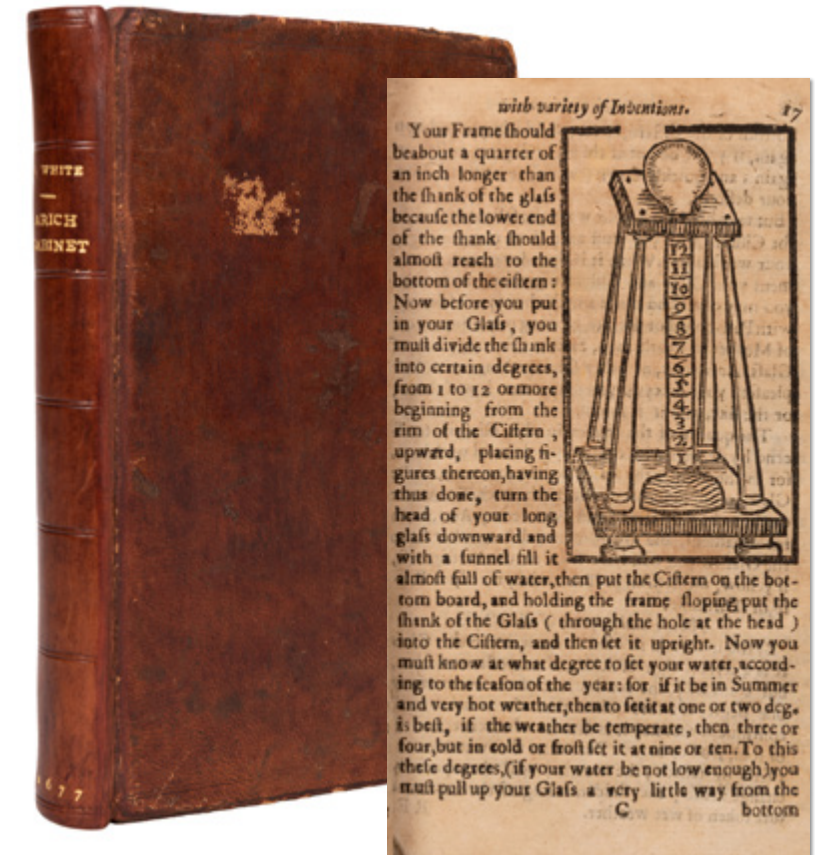 WHITE
ARICH
ABINET
677
with variety of Inventions. 17
Your Frame ſhould
beabout a quarter of
an inch longer than
the ſhank of the glaſs
becauſe the lower end
of the ſhank ſhould
almoſt reach to the
bottom of the ciſtern:
Now before you put
in your Glaſs, you
muſt divide the ſhank
into certain degrees,
from 1 to 12 or more
beginning from the
rim of the Ciſtern,
upward, placing fi-
gures thereon,having
thus done, turn the
head of your long
glaſs downward and
with a funnel fill it
12
11
10
9
8
7
6
5
4
3
2
1
almoſt full of water,then put the Ciſtern on the bot-
tom board, and holding the frame ſloping put the
ſhank of the Glaſs ( through the hole at the head )
into the Ciſtern, and then ſet it upright. Now you
muſt know at what degree to ſet your water,accord-
ing to the ſeaſon of the year: for if it be in Summer
and very hot weather,then to ſetit at one or two deg.
is beſt, if the weather be temperate, then three or
four,but in cold or froſt ſet it at nine or ten.To this
theſe degrees,(if your water be not low enough)you
muſt pull up your Glaſs a very little way from the
C bottom